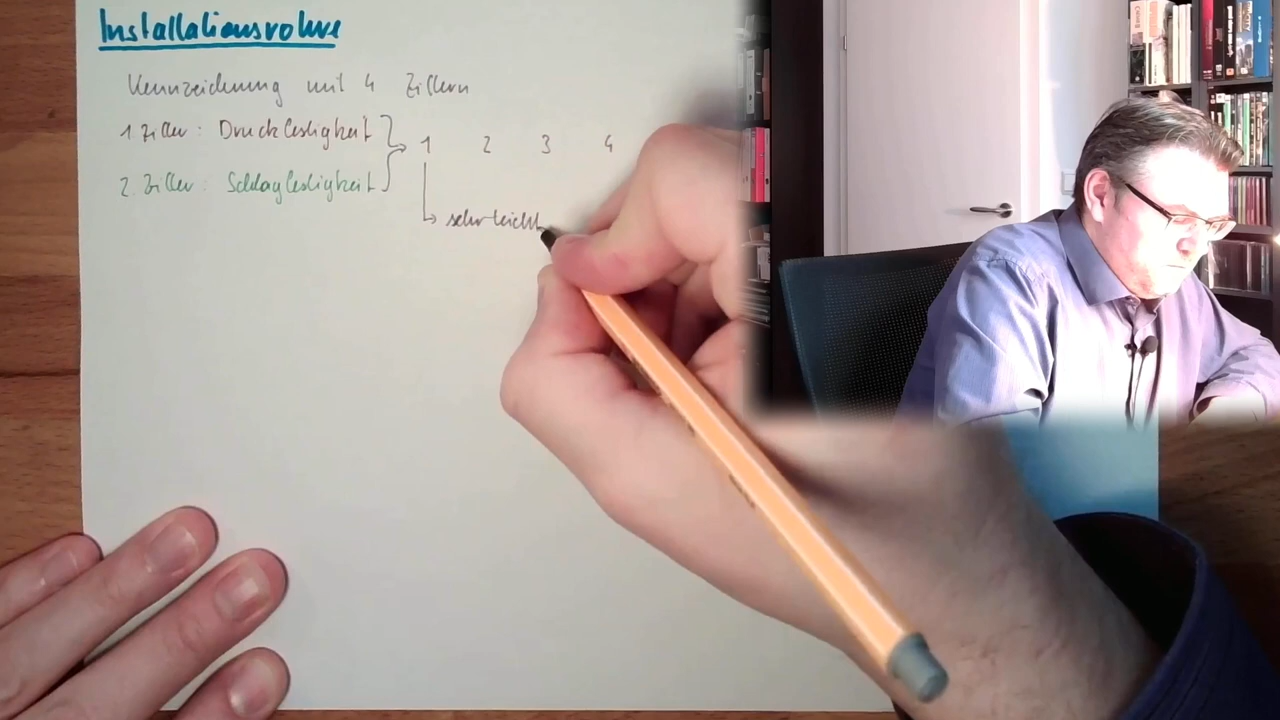 Installationsrohre
Kennzeichnung mit 4 Ziffern
1. Ziffer: Druckfestigkeit 1 2 3 4
2. Ziffer: Schlagfestigkeit
sehr leicht